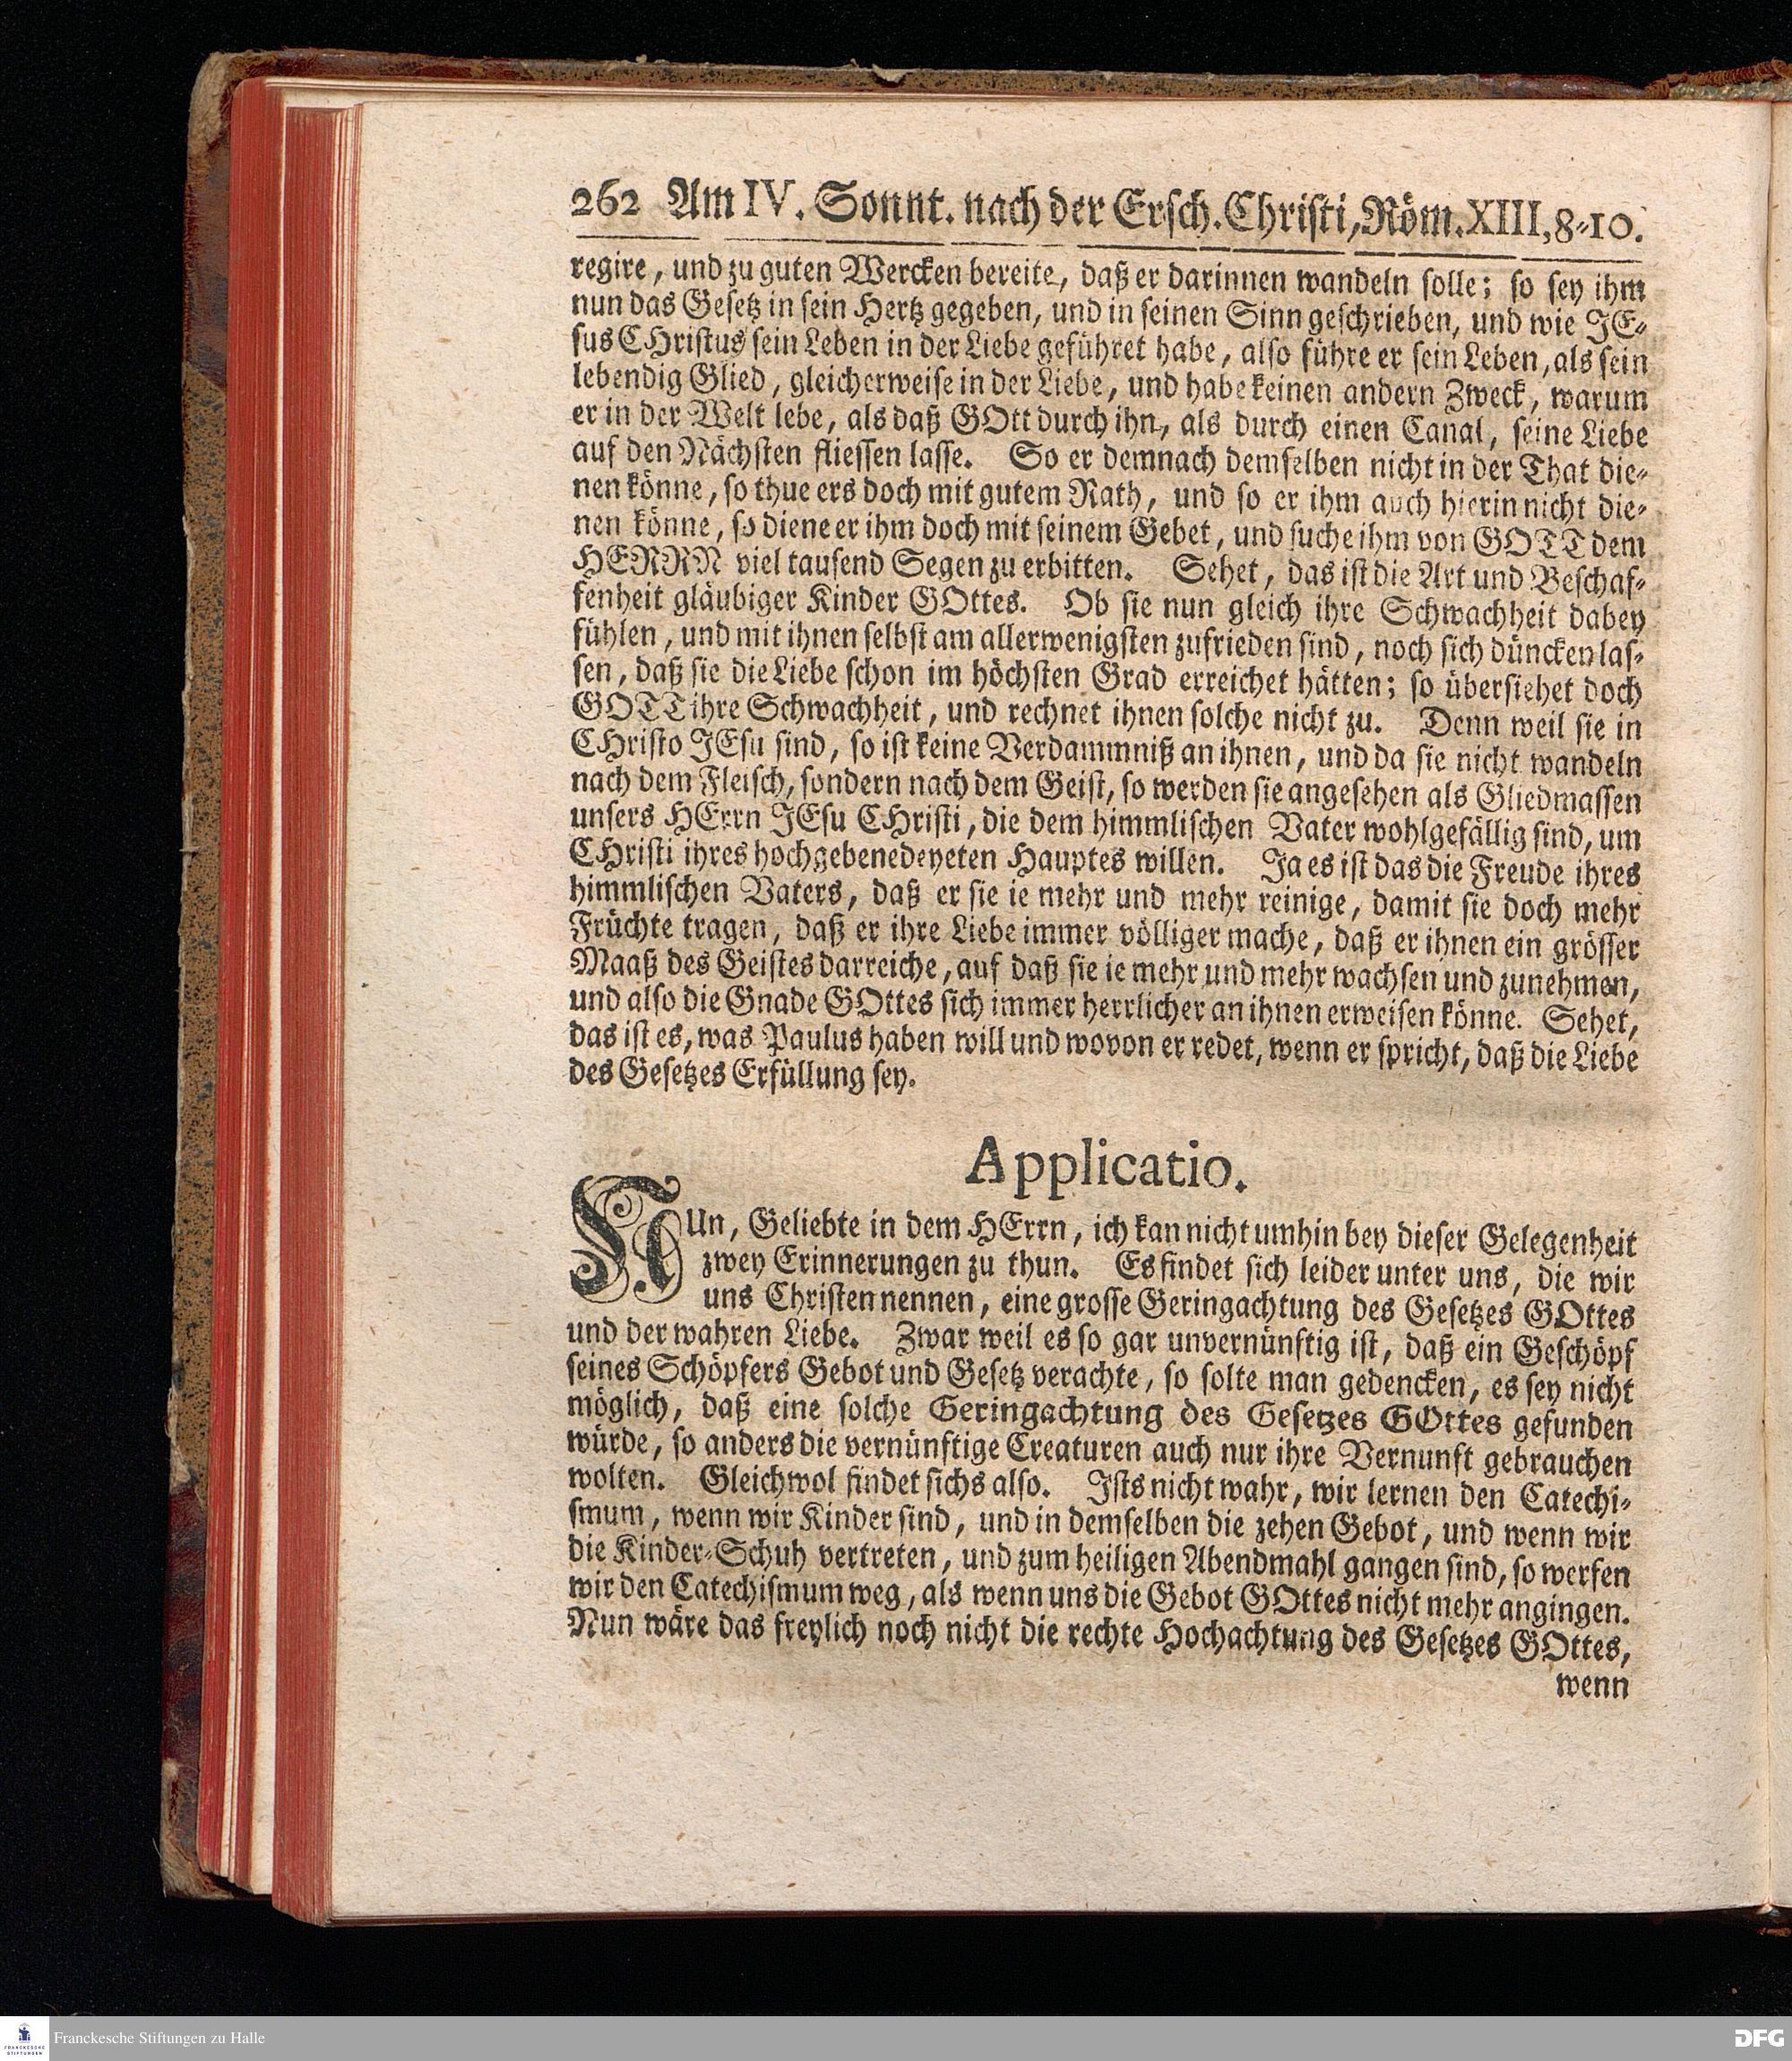 262 Am IV. Sonnt. nach der Ersch. Christi, Röm. XIII, 8-10.
regire, und zu guten Wercken bereite, daß er darinnen wandeln solle; so sey ihm
nun das Gesetz in sein Hertz gegeben, und in seinen Sinn geschrieben, und wie JE-
sus CHristus sein Leben in der Liebe geführet habe, also führe er sein Leben, als sein
lebendig Glied, gleicherweise in der Liebe, und habe keinen andern Zweck, warum
er in der Welt lebe, als daß GOtt durch ihn, als durch einen Canal, seine Liebe
auf den Nächsten fliessen lasse. So er demnach demselben nicht in der That die-
nen könne, so thue ers doch mit gutem Rath, und so er ihm auch hierin nicht die-
nen könne, so diene er ihm doch mit seinem Gebet, und suche ihm von GOTT dem
HERRN viel tausend Segen zu erbitten. Sehet, das ist die Art und Beschaf-
fenheit gläubiger Kinder GOttes. Ob sie nun gleich ihre Schwachheit dabey
fühlen, und mit ihnen selbst am allerwenigsten zufrieden sind, noch sich düncken las-
sen, daß sie die Liebe schon im höchsten Grad erreichet hätten; so übersiehet doch
GOTT ihre Schwachheit, und rechnet ihnen solche nicht zu. Denn weil sie in
CHristo JEsu sind, so ist keine Verdammniß an ihnen, und da sie nicht wandeln
nach dem Fleisch, sondern nach dem Geist, so werden sie angesehen als Gliedmassen
unsers HErrn JEsu CHristi, die dem himmlischen Vater wohlgefällig sind, um
CHristi ihres hochgebenedeyeten Hauptes willen. Ja es ist das die Freude ihres
himmlischen Vaters, daß er sie ie mehr und mehr reinige, damit sie doch mehr
Früchte tragen, daß er ihre Liebe immer völliger mache, daß er ihnen ein grösser
Maaß des Geistes darreiche, auf daß sie ie mehr und mehr wachsen und zunehmen,
und also die Gnade GOttes sich immer herrlicher an ihnen erweisen könne. Sehet,
das ist es, was Paulus haben will und wovon er redet, wenn er spricht, daß die Liebe
des Gesetzes Erfüllung sey.
Applicatio.
NUn, Geliebte in dem HErrn, ich kan nicht umhin bey dieser Gelegenheit
zwey Erinnerungen zu thun. Es findet sich leider unter uns, die wir
uns Christen nennen, eine grosse Geringachtung des Gesetzes GOttes
und der wahren Liebe. Zwar weil es so gar unvernünftig ist, daß ein Geschöpf
seines Schöpfers Gebot und Gesetz verachte, so solte man gedencken, es sey nicht
möglich, daß eine solche Geringachtung des Gesetzes GOttes gefunden
würde, so anders die vernünftige Creaturen auch nur ihre Vernunft gebrauchen
wolten. Gleichwol findet sichs also. Ists nicht wahr, wir lernen den Catechi-
smum, wenn wir Kinder sind, und in demselben die zehen Gebot, und wenn wir
die Kinder-Schuh vertreten, und zum heiligen Abendmahl gangen sind, so werfen
wir den Catechismum weg, als wenn uns die Gebot GOttes nicht mehr angingen.
Nun wäre das freylich noch nicht die rechte Hochachtung des Gesetzes GOttes,
wenn
FRANCKESCHE STIFTUNGEN
Franckesche Stiftungen zu Halle
DFG